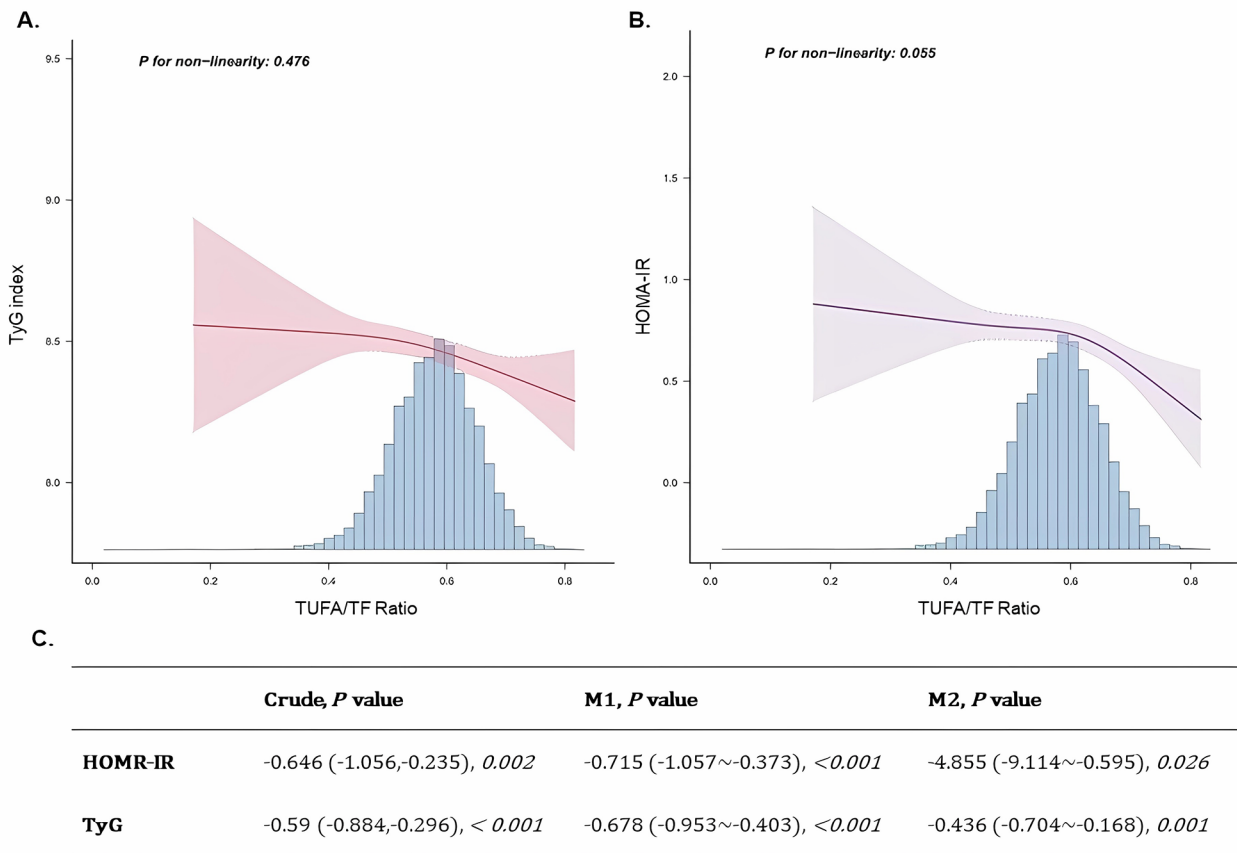 A.
P for non-linearity: 0.476
9.5
9.0
8.5
8.0
TyG index
0.0 0.2 0.4 0.6 0.8
TUFA/TF Ratio
B.
P for non-linearity: 0.055
2.0
1.5
1.0
0.5
0.0
HOMA-IR
0.0 0.2 0.4 0.6 0.8
TUFA/TF Ratio
C.
Crude, P value M1, P value M2, P value
HOMR-IR -0.646 (-1.056,-0.235), 0.002 -0.715 (-1.057~-0.373), <0.001 -4.855 (-9.114~-0.595), 0.026
TyG -0.59 (-0.884,-0.296), < 0.001 -0.678 (-0.953~-0.403), <0.001 -0.436 (-0.704~-0.168), 0.001